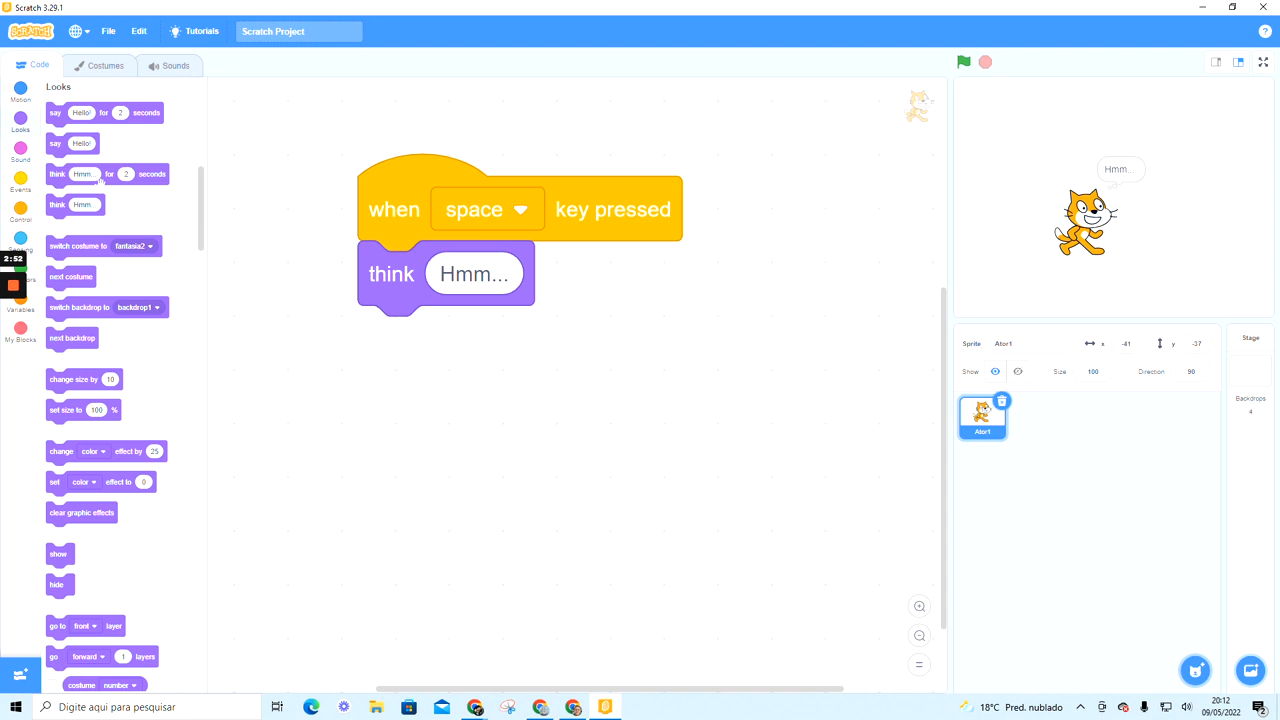 Scratch 3.29.1
SCRATCH
File
Edit
Tutorials
Scratch Project
Code
Costumes
Sounds
Motion
Looks
Sound
Events
Control
Sensing
2:52
Variables
My Blocks
Looks
say Hello! for 2 seconds
say Hello!
think Hmm... for 2 seconds
think Hmm...
switch costume to fantasia2
next costume
switch backdrop to backdrop1
next backdrop
change size by 10
set size to 100 %
change color effect by 25
set color effect to 0
clear graphic effects
show
hide
go to front layer
go forward 1 layers
costume number
when space key pressed
think Hmm...
Hmm...
Sprite Ator1 x -41 y -37
Show Size 100 Direction 90
Ator1
Stage
Backdrops
4
Digite aqui para pesquisar
18°C Pred. nublado
20:12
09/05/2022
2